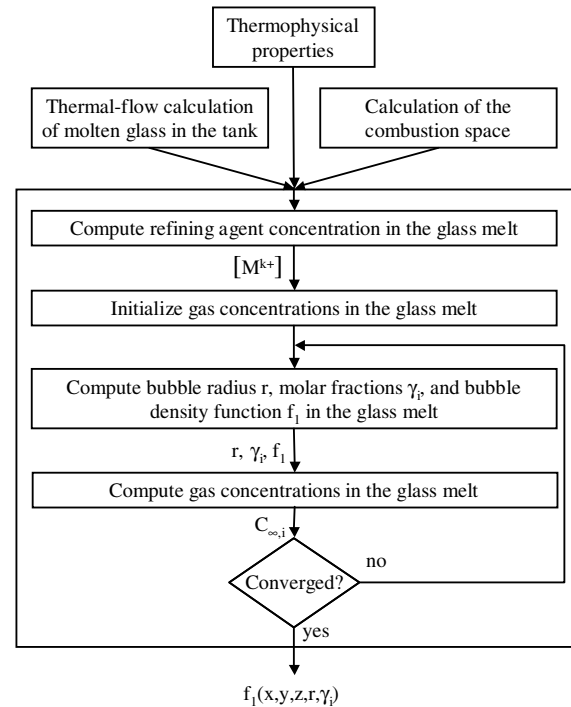 Thermophysical
properties
Thermal-flow calculation
of molten glass in the tank
Calculation of the
combustion space
Compute refining agent concentration in the glass melt
[M^{k+}]
Initialize gas concentrations in the glass melt
Compute bubble radius r, molar fractions γ_i, and bubble
density function f_1 in the glass melt
r, γ_i, f_1
Compute gas concentrations in the glass melt
C_{∞,i}
Converged?
no
yes
f_1(x,y,z,r,γ_i)